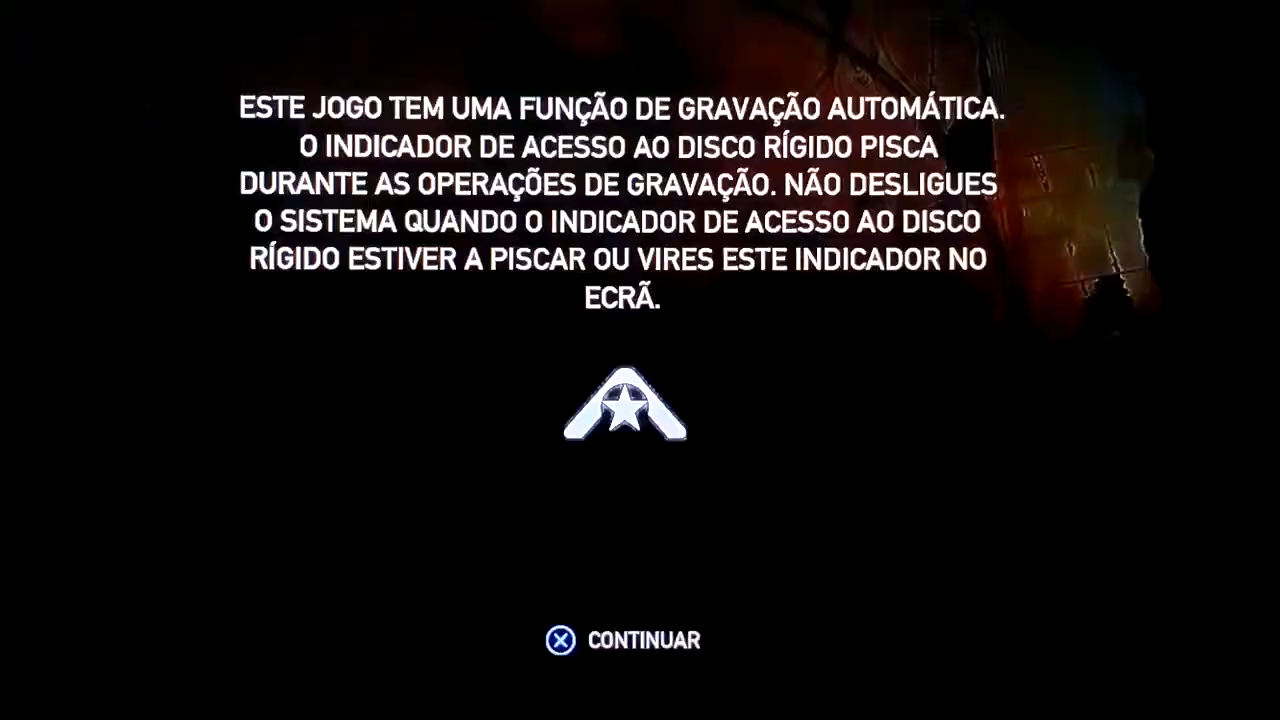 ESTE JOGO TEM UMA FUNÇÃO DE GRAVAÇÃO AUTOMÁTICA.
O INDICADOR DE ACESSO AO DISCO RÍGIDO PISCA
DURANTE AS OPERAÇÕES DE GRAVAÇÃO. NÃO DESLIGUES
O SISTEMA QUANDO O INDICADOR DE ACESSO AO DISCO
RÍGIDO ESTIVER A PISCAR OU VIRES ESTE INDICADOR NO
ECRÃ.
CONTINUAR